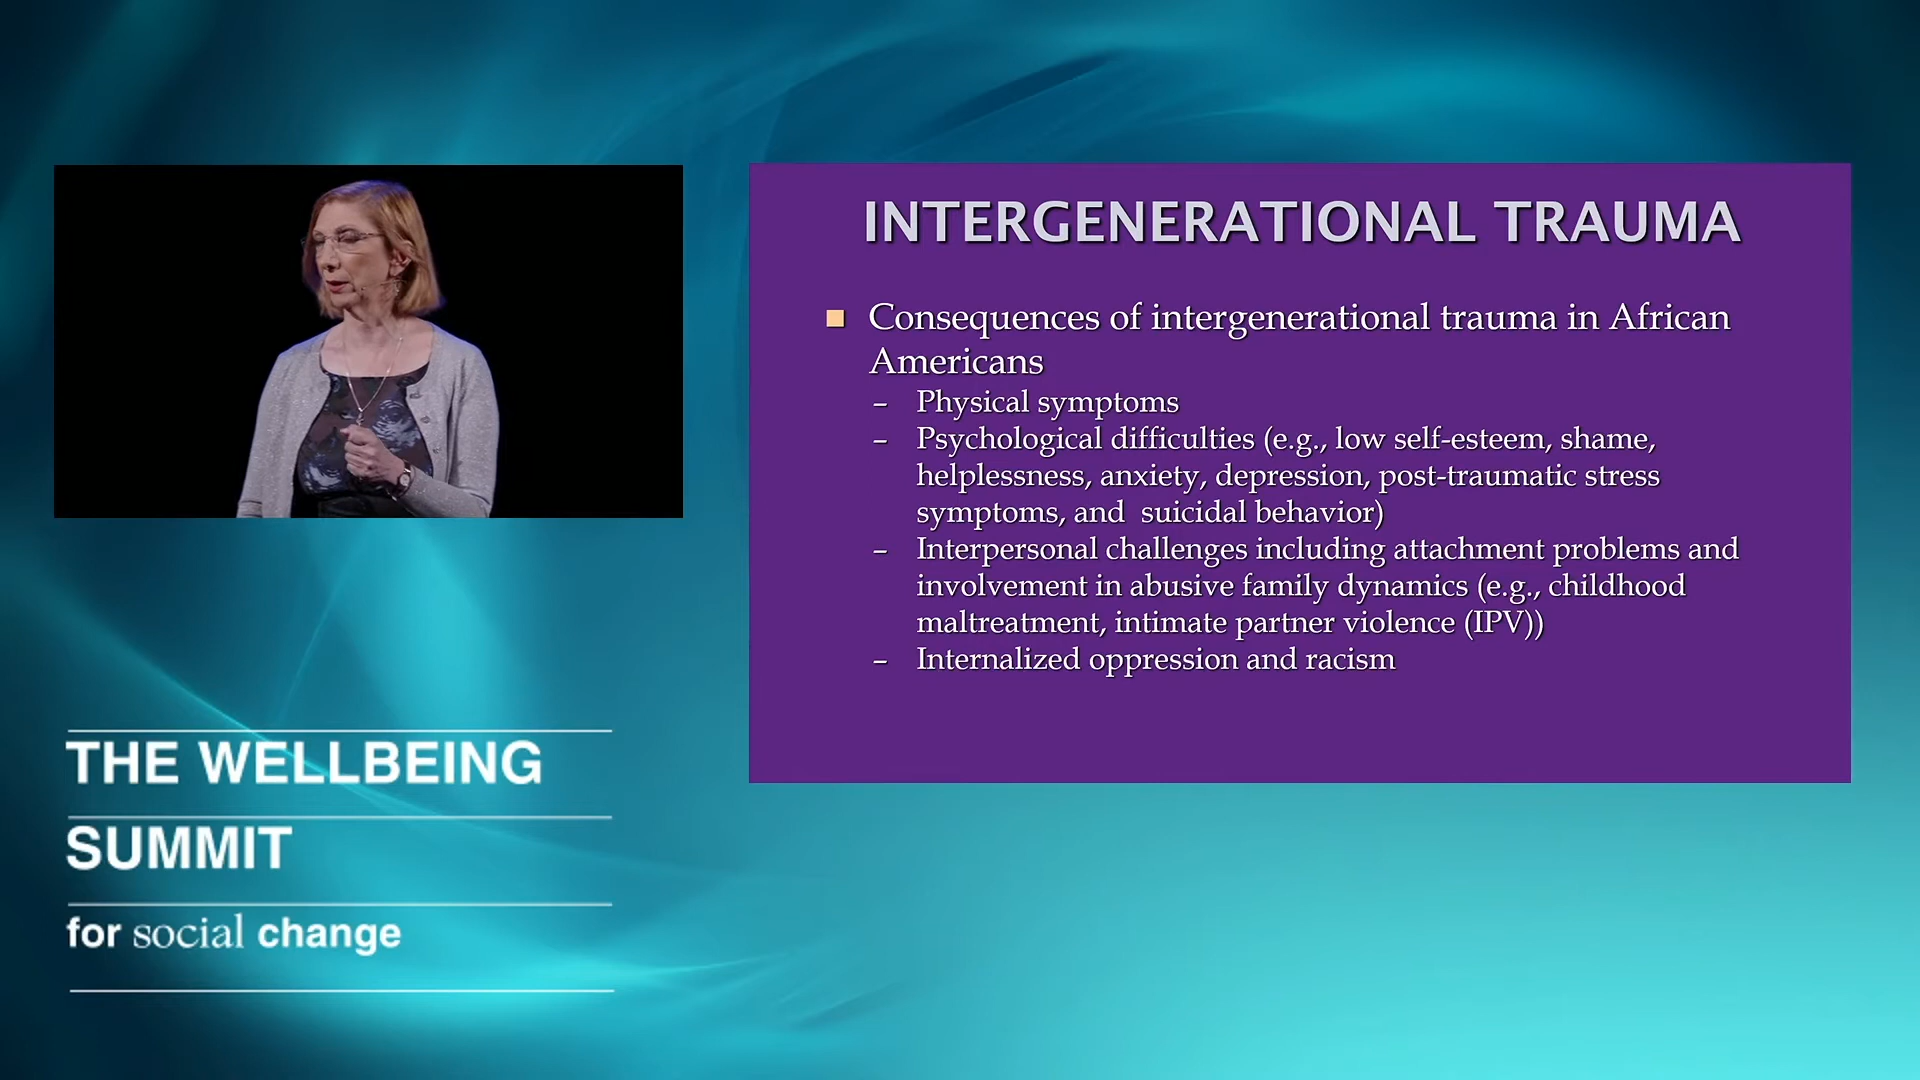 INTERGENERATIONAL TRAUMA
■ Consequences of intergenerational trauma in African
Americans
– Physical symptoms
– Psychological difficulties (e.g., low self-esteem, shame,
helplessness, anxiety, depression, post-traumatic stress
symptoms, and  suicidal behavior)
– Interpersonal challenges including attachment problems and
involvement in abusive family dynamics (e.g., childhood
maltreatment, intimate partner violence (IPV))
– Internalized oppression and racism
THE WELLBEING
SUMMIT
for social change